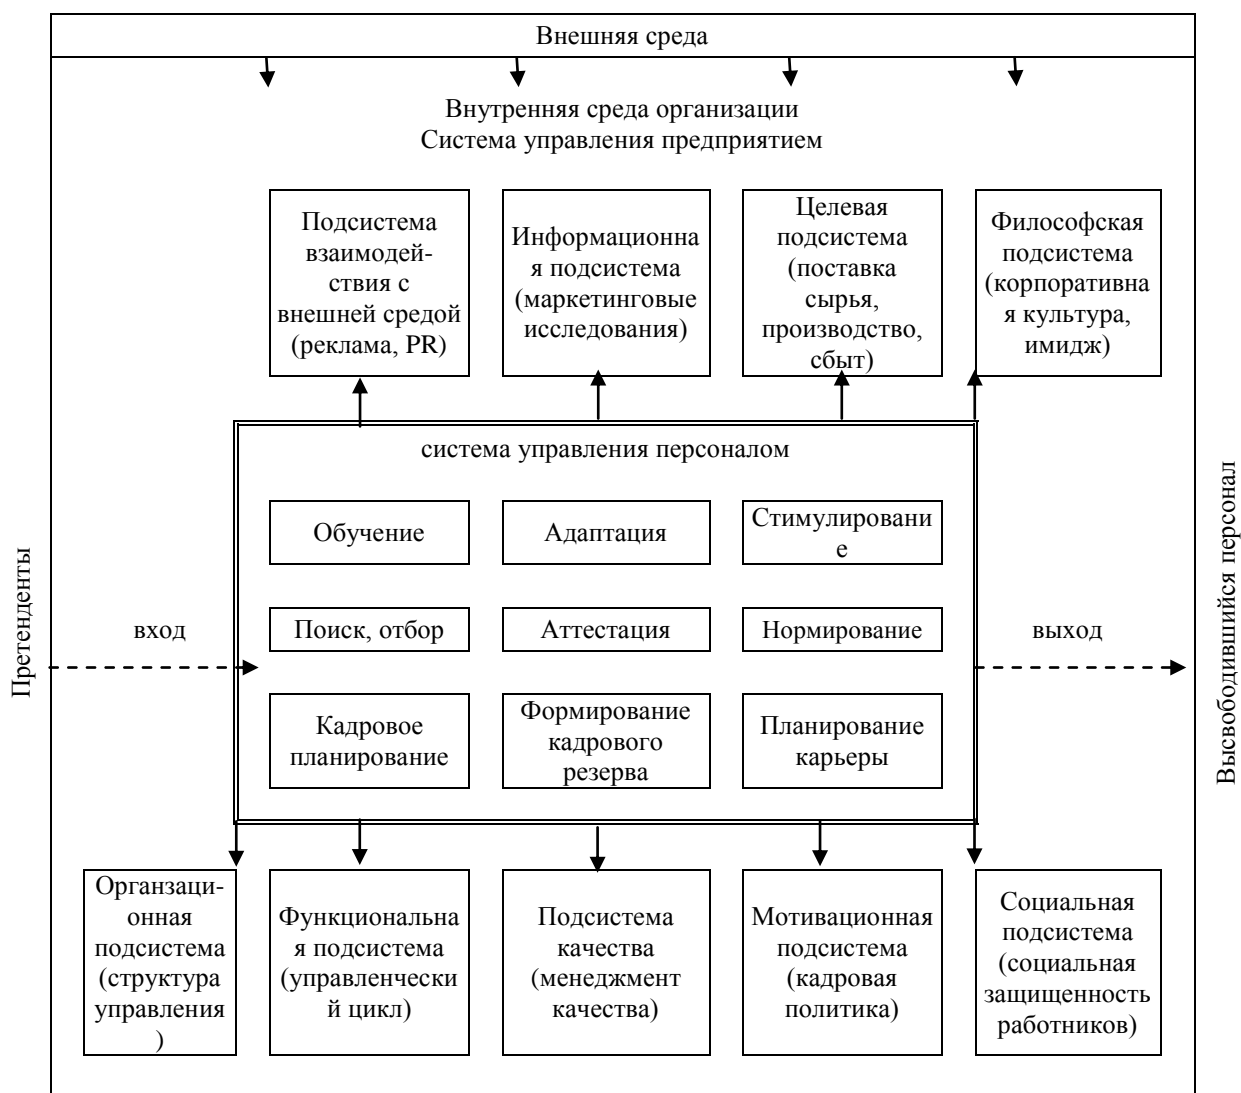 Внешняя среда
Внутренняя среда организации
Система управления предприятием
Подсистема
взаимодей-
ствия с
внешней средой
(реклама, PR)
Информационна
я подсистема
(маркетинговые
исследования)
Целевая
подсистема
(поставка
сырья,
производство,
сбыт)
Философская
подсистема
(корпоративна
я культура,
имидж)
система управления персоналом
Обучение
Адаптация
Стимулировани
е
Претенденты
вход
Поиск, отбор
Аттестация
Нормирование
выход
Высвободившийся персонал
Кадровое
планирование
Формирование
кадрового
резерва
Планирование
карьеры
Органзаци-
онная
подсистема
(структура
управления
)
Функциональна
я подсистема
(управленчески
й цикл)
Подсистема
качества
(менеджмент
качества)
Мотивационная
подсистема
(кадровая
политика)
Социальная
подсистема
(социальная
защищенность
работников)